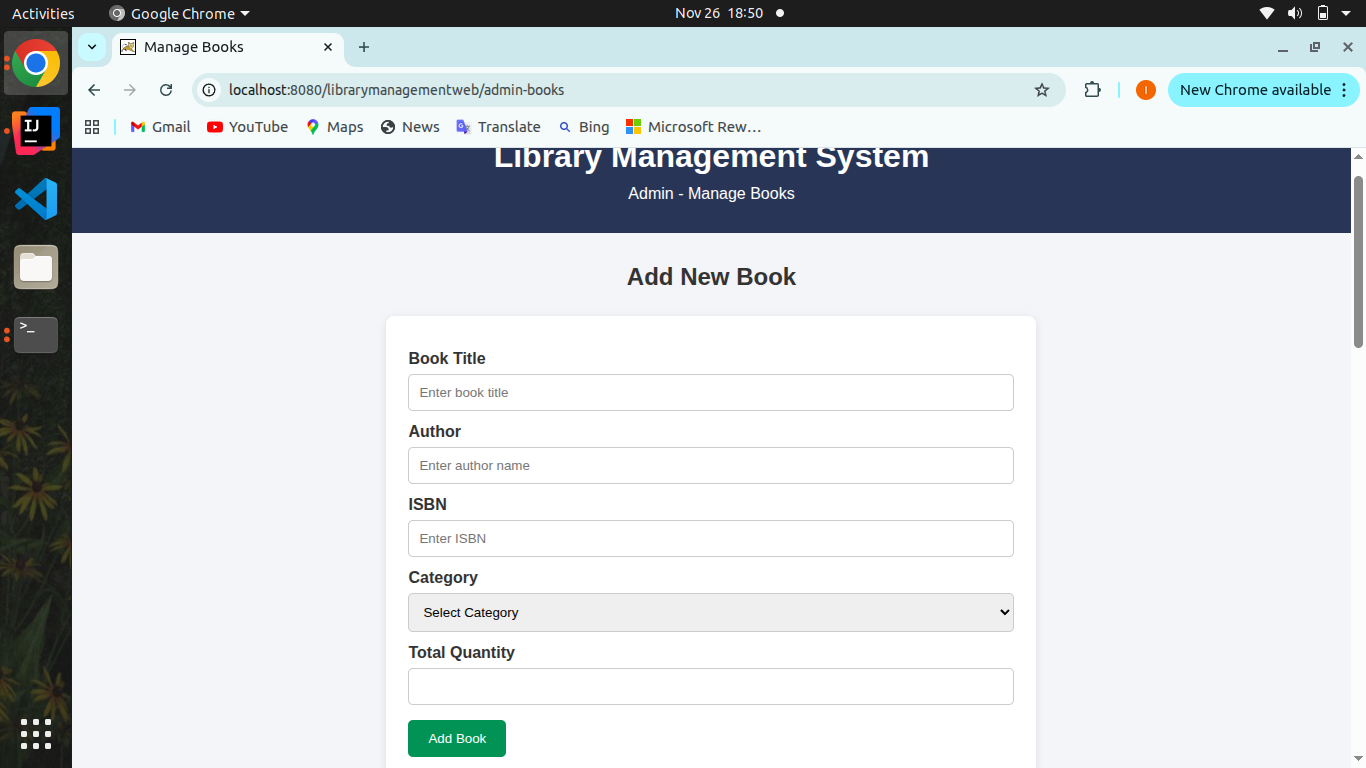 Activities Google Chrome Nov 26 18:50
Manage Books
localhost:8080/librarymanagementweb/admin-books I New Chrome available
Gmail YouTube Maps News Translate Bing Microsoft Rew…
Library Management System
Admin - Manage Books
Add New Book
Book Title
Enter book title
Author
Enter author name
ISBN
Enter ISBN
Category
Select Category
Total Quantity
Add Book
IJ
>_